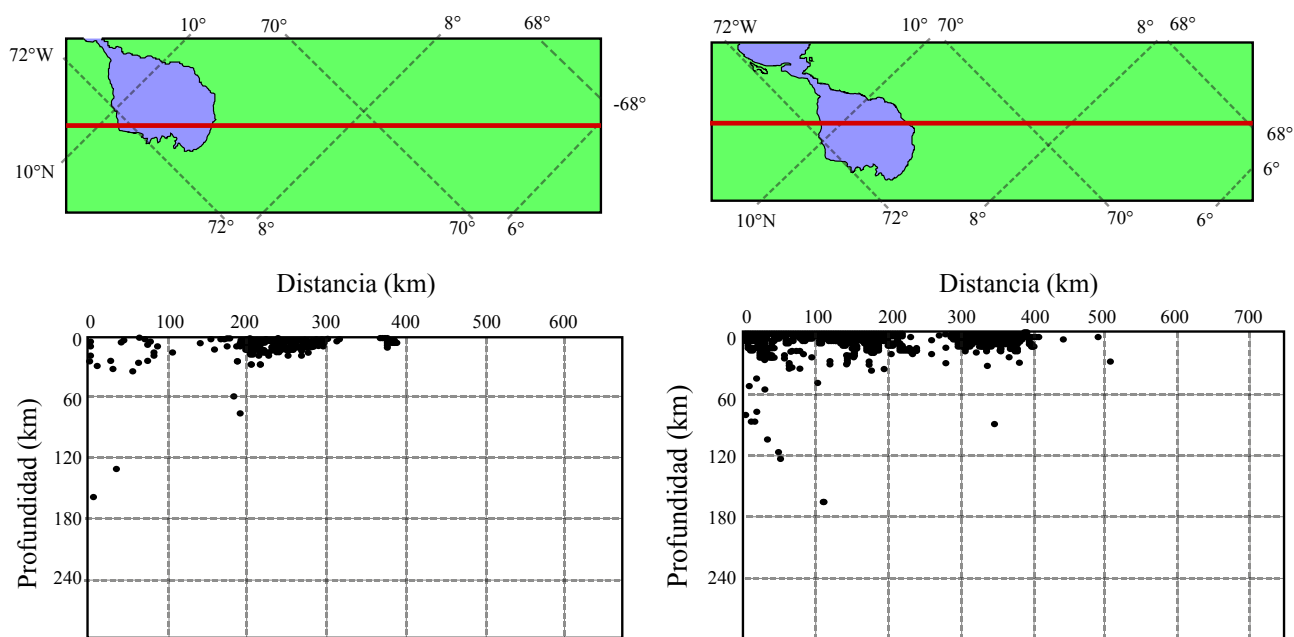 10° 70° 8° 68°
72°W
-68°
10°N
72° 8° 70° 6°
72°W 10° 70° 8° 68°
68°
6°
10°N 72° 8° 70° 6°
Distancia (km)
0 100 200 300 400 500 600
0
60
120
180
240
Profundidad (km)
Distancia (km)
0 100 200 300 400 500 600 700
0
60
120
180
240
Profundidad (km)